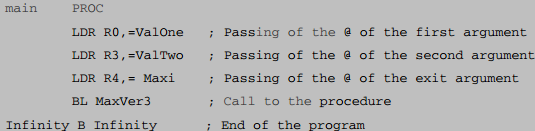 main PROC
LDR R0,=ValOne ; Passing of the @ of the first argument
LDR R3,=ValTwo ; Passing of the @ of the second argument
LDR R4,= Maxi ; Passing of the @ of the exit argument
BL MaxVer3 ; Call to the procedure
Infinity B Infinity ; End of the program